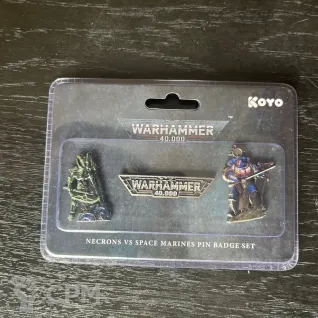 KOYO
WARHAMMER
40,000
WARHAMMER
40,000
NECRONS VS SPACE MARINES PIN BADGE SET
CPM